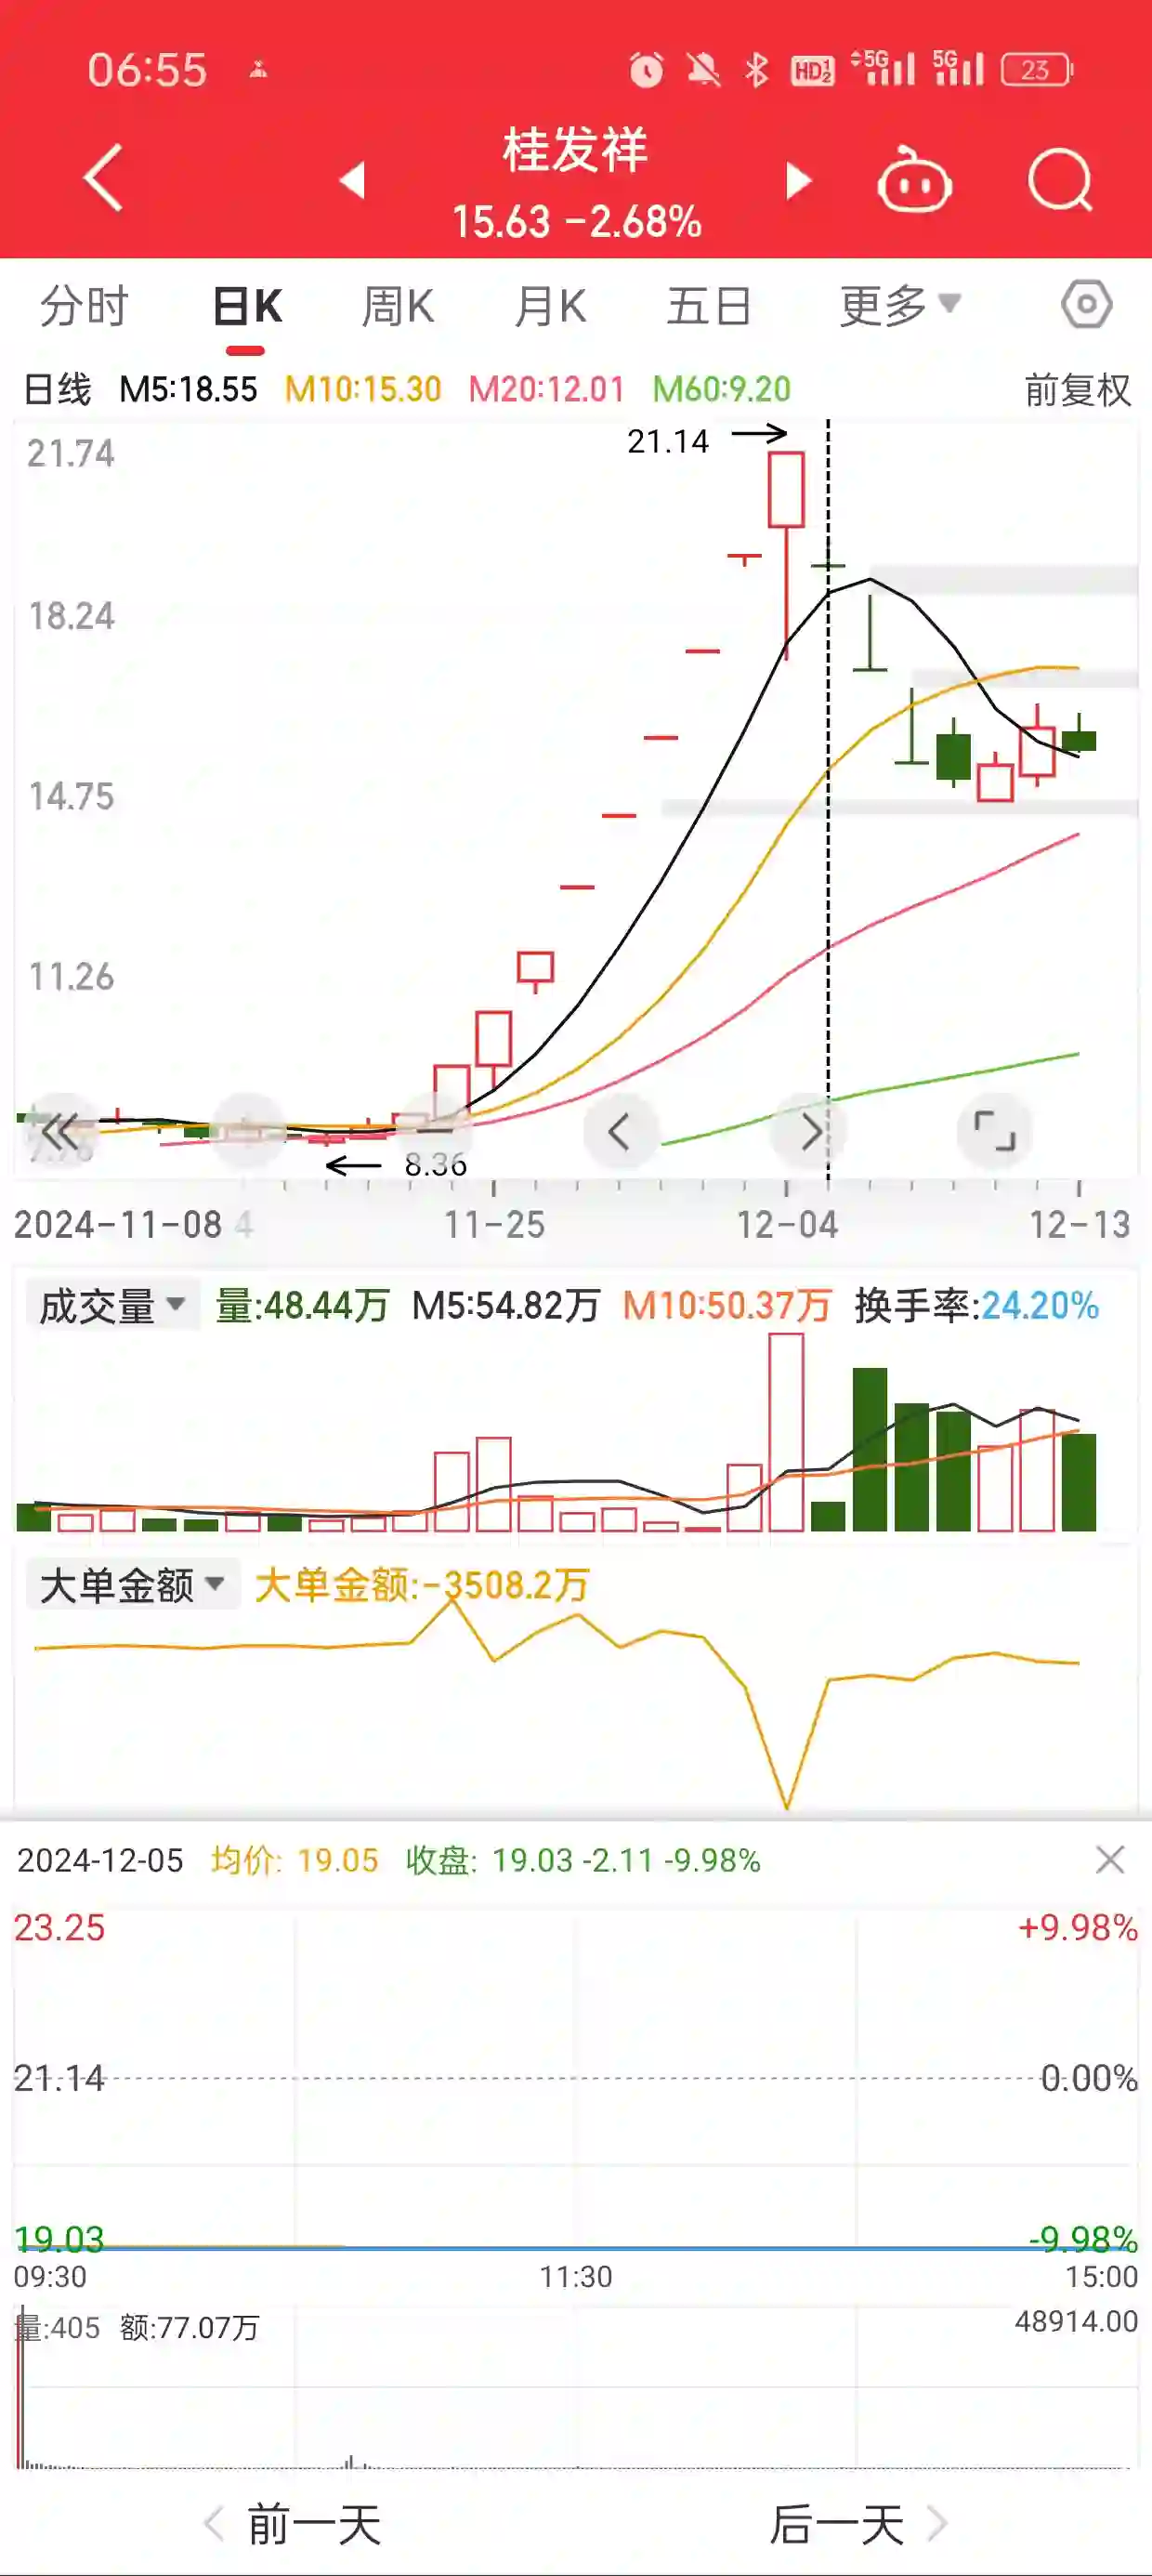 06:55 HD 1 2 5G 5G 23
桂发祥
15.63 -2.68%
分时 日K 周K 月K 五日 更多
日线 M5:18.55 M10:15.30 M20:12.01 M60:9.20 前复权
21.74
21.14
18.24
14.75
11.26
8.36
2024-11-08 4 11-25 12-04 12-13
成交量 量:48.44万 M5:54.82万 M10:50.37万 换手率:24.20%
大单金额 大单金额:-3508.2万
2024-12-05 均价: 19.05 收盘: 19.03 -2.11 -9.98%
23.25 +9.98%
21.14 0.00%
19.03 -9.98%
09:30 11:30 15:00
量:405 额:77.07万 48914.00
前一天 后一天